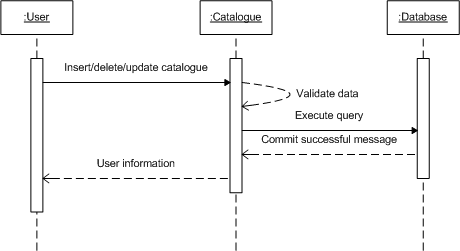 :User
:Catalogue
:Database
Insert/delete/update catalogue
Validate data
Execute query
Commit successful message
User information